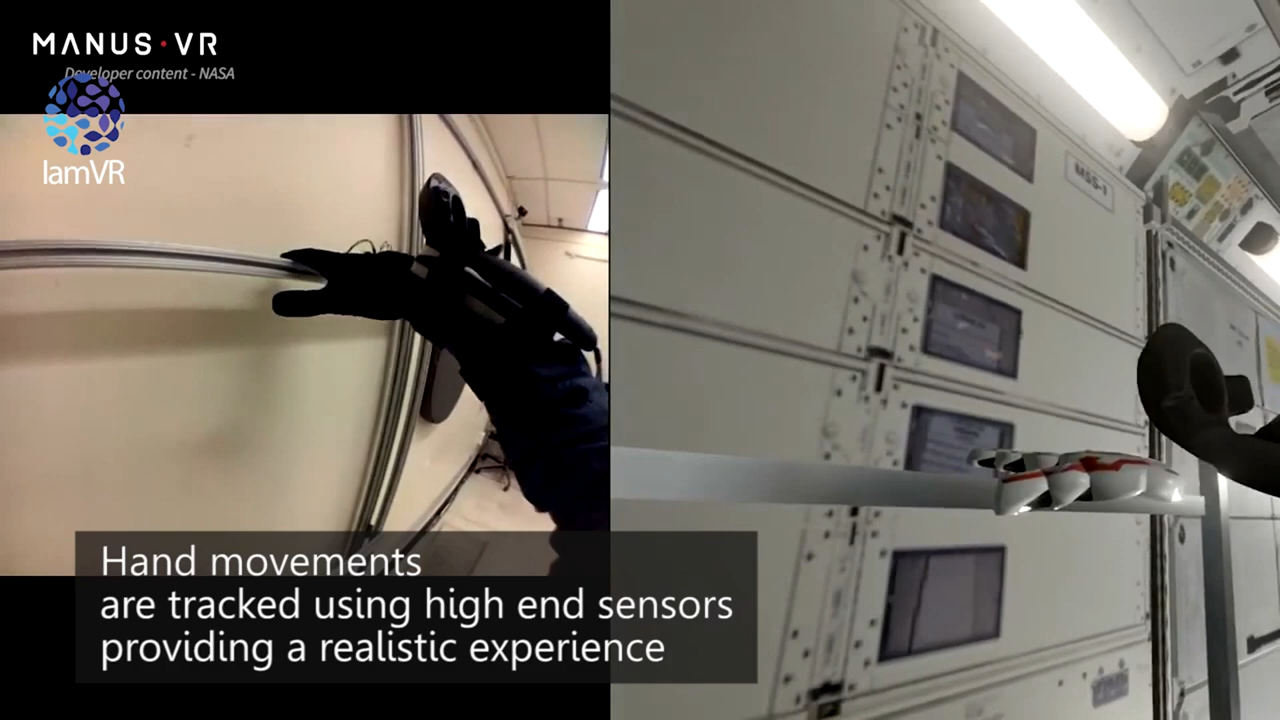 MANUS·VR
Developer content - NASA
IamVR
MSS-1
Hand movements
are tracked using high end sensors
providing a realistic experience